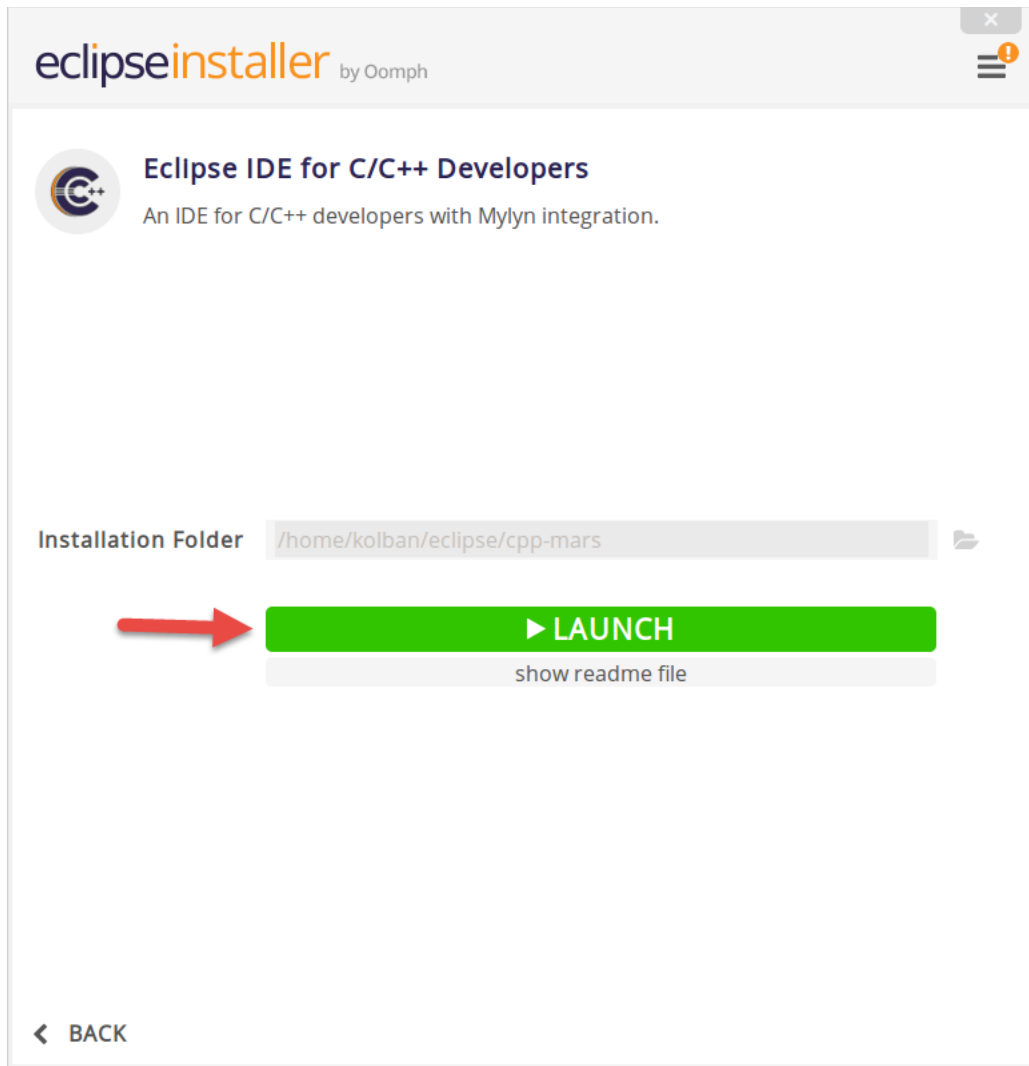 eclipseinstaller by Oomph
EclIpse IDE for C/C++ Developers
An IDE for C/C++ developers with Mylyn integration.
Installation Folder /home/kolban/eclipse/cpp-mars
LAUNCH
show readme file
BACK